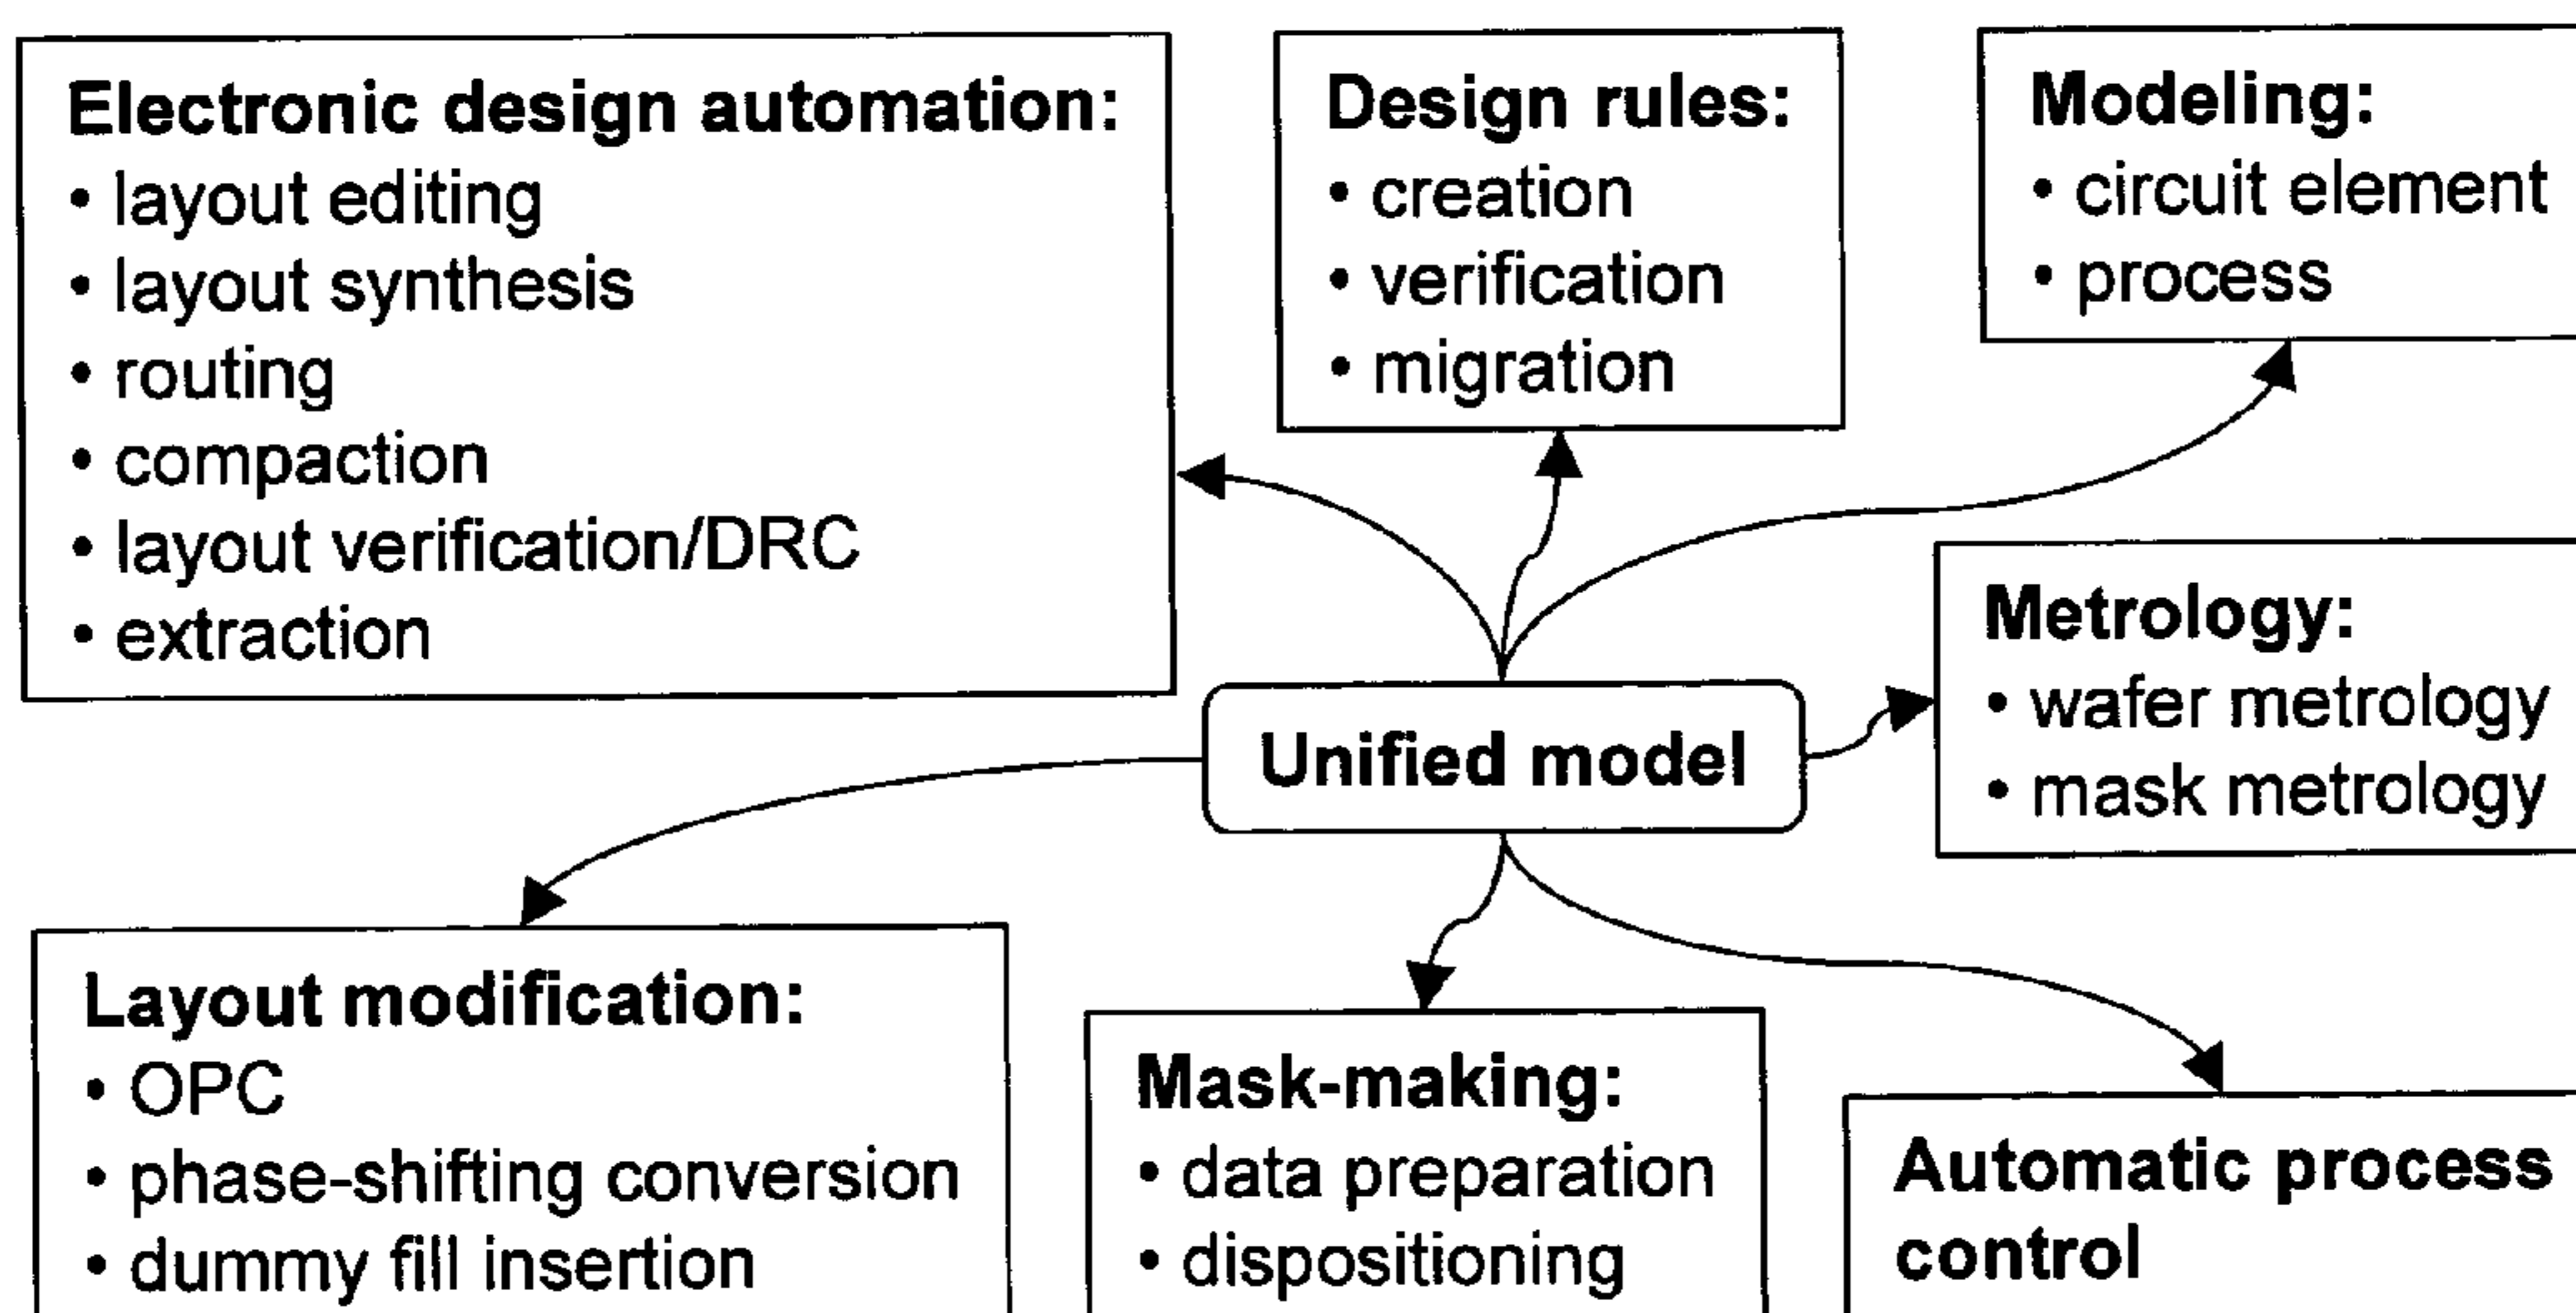 Electronic design automation:
• layout editing
• layout synthesis
• routing
• compaction
• layout verification/DRC
• extraction
Design rules:
• creation
• verification
• migration
Modeling:
• circuit element
• process
Metrology:
• wafer metrology
• mask metrology
Unified model
Layout modification:
• OPC
• phase-shifting conversion
• dummy fill insertion
Mask-making:
• data preparation
• dispositioning
Automatic process
control